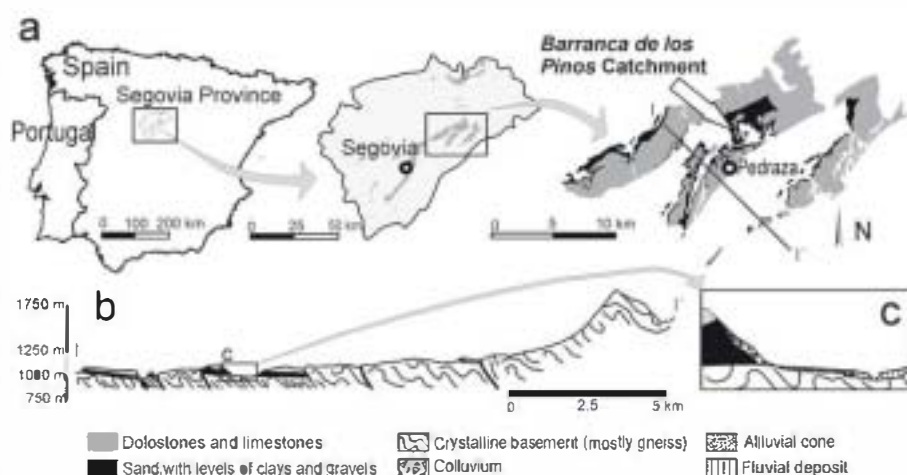 a
Barranca de los
Pinos Catchment
Spain
Segovia Province
Portugal
Segovia
Pedraza
0 100 200 km
0 25 50 km
0 5 10 km
N
I
I'
b
1750 m
1250 m
1000 m
750 m
c
I'
0 2.5 5 km
C
Dolostones and limestones
Crystalline basement (mostly gneiss)
Alluvial cone
Sand with levels of clays and gravels
Colluvium
Fluvial deposit